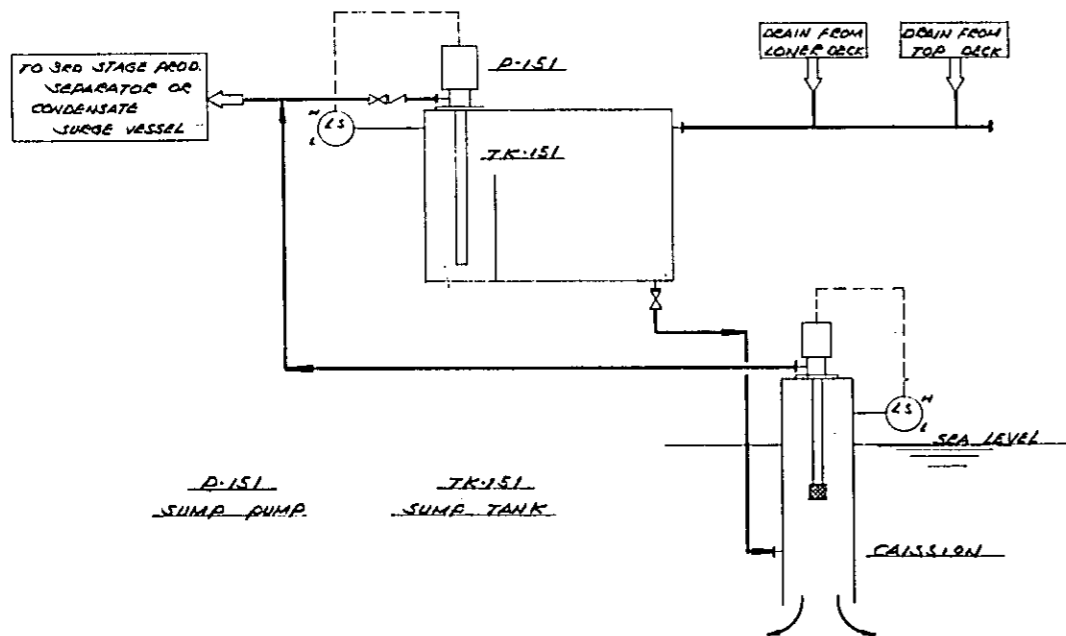 TO 3RD STAGE PROD.
SEPARATOR OR
CONDENSATE
SURGE VESSEL
H
LS
L
P-151
TK-151
DRAIN FROM
LOWER DECK
DRAIN FROM
TOP DECK
LS
H
L
SEA LEVEL
CAISSION
P-151
SUMP PUMP
TK-151
SUMP TANK